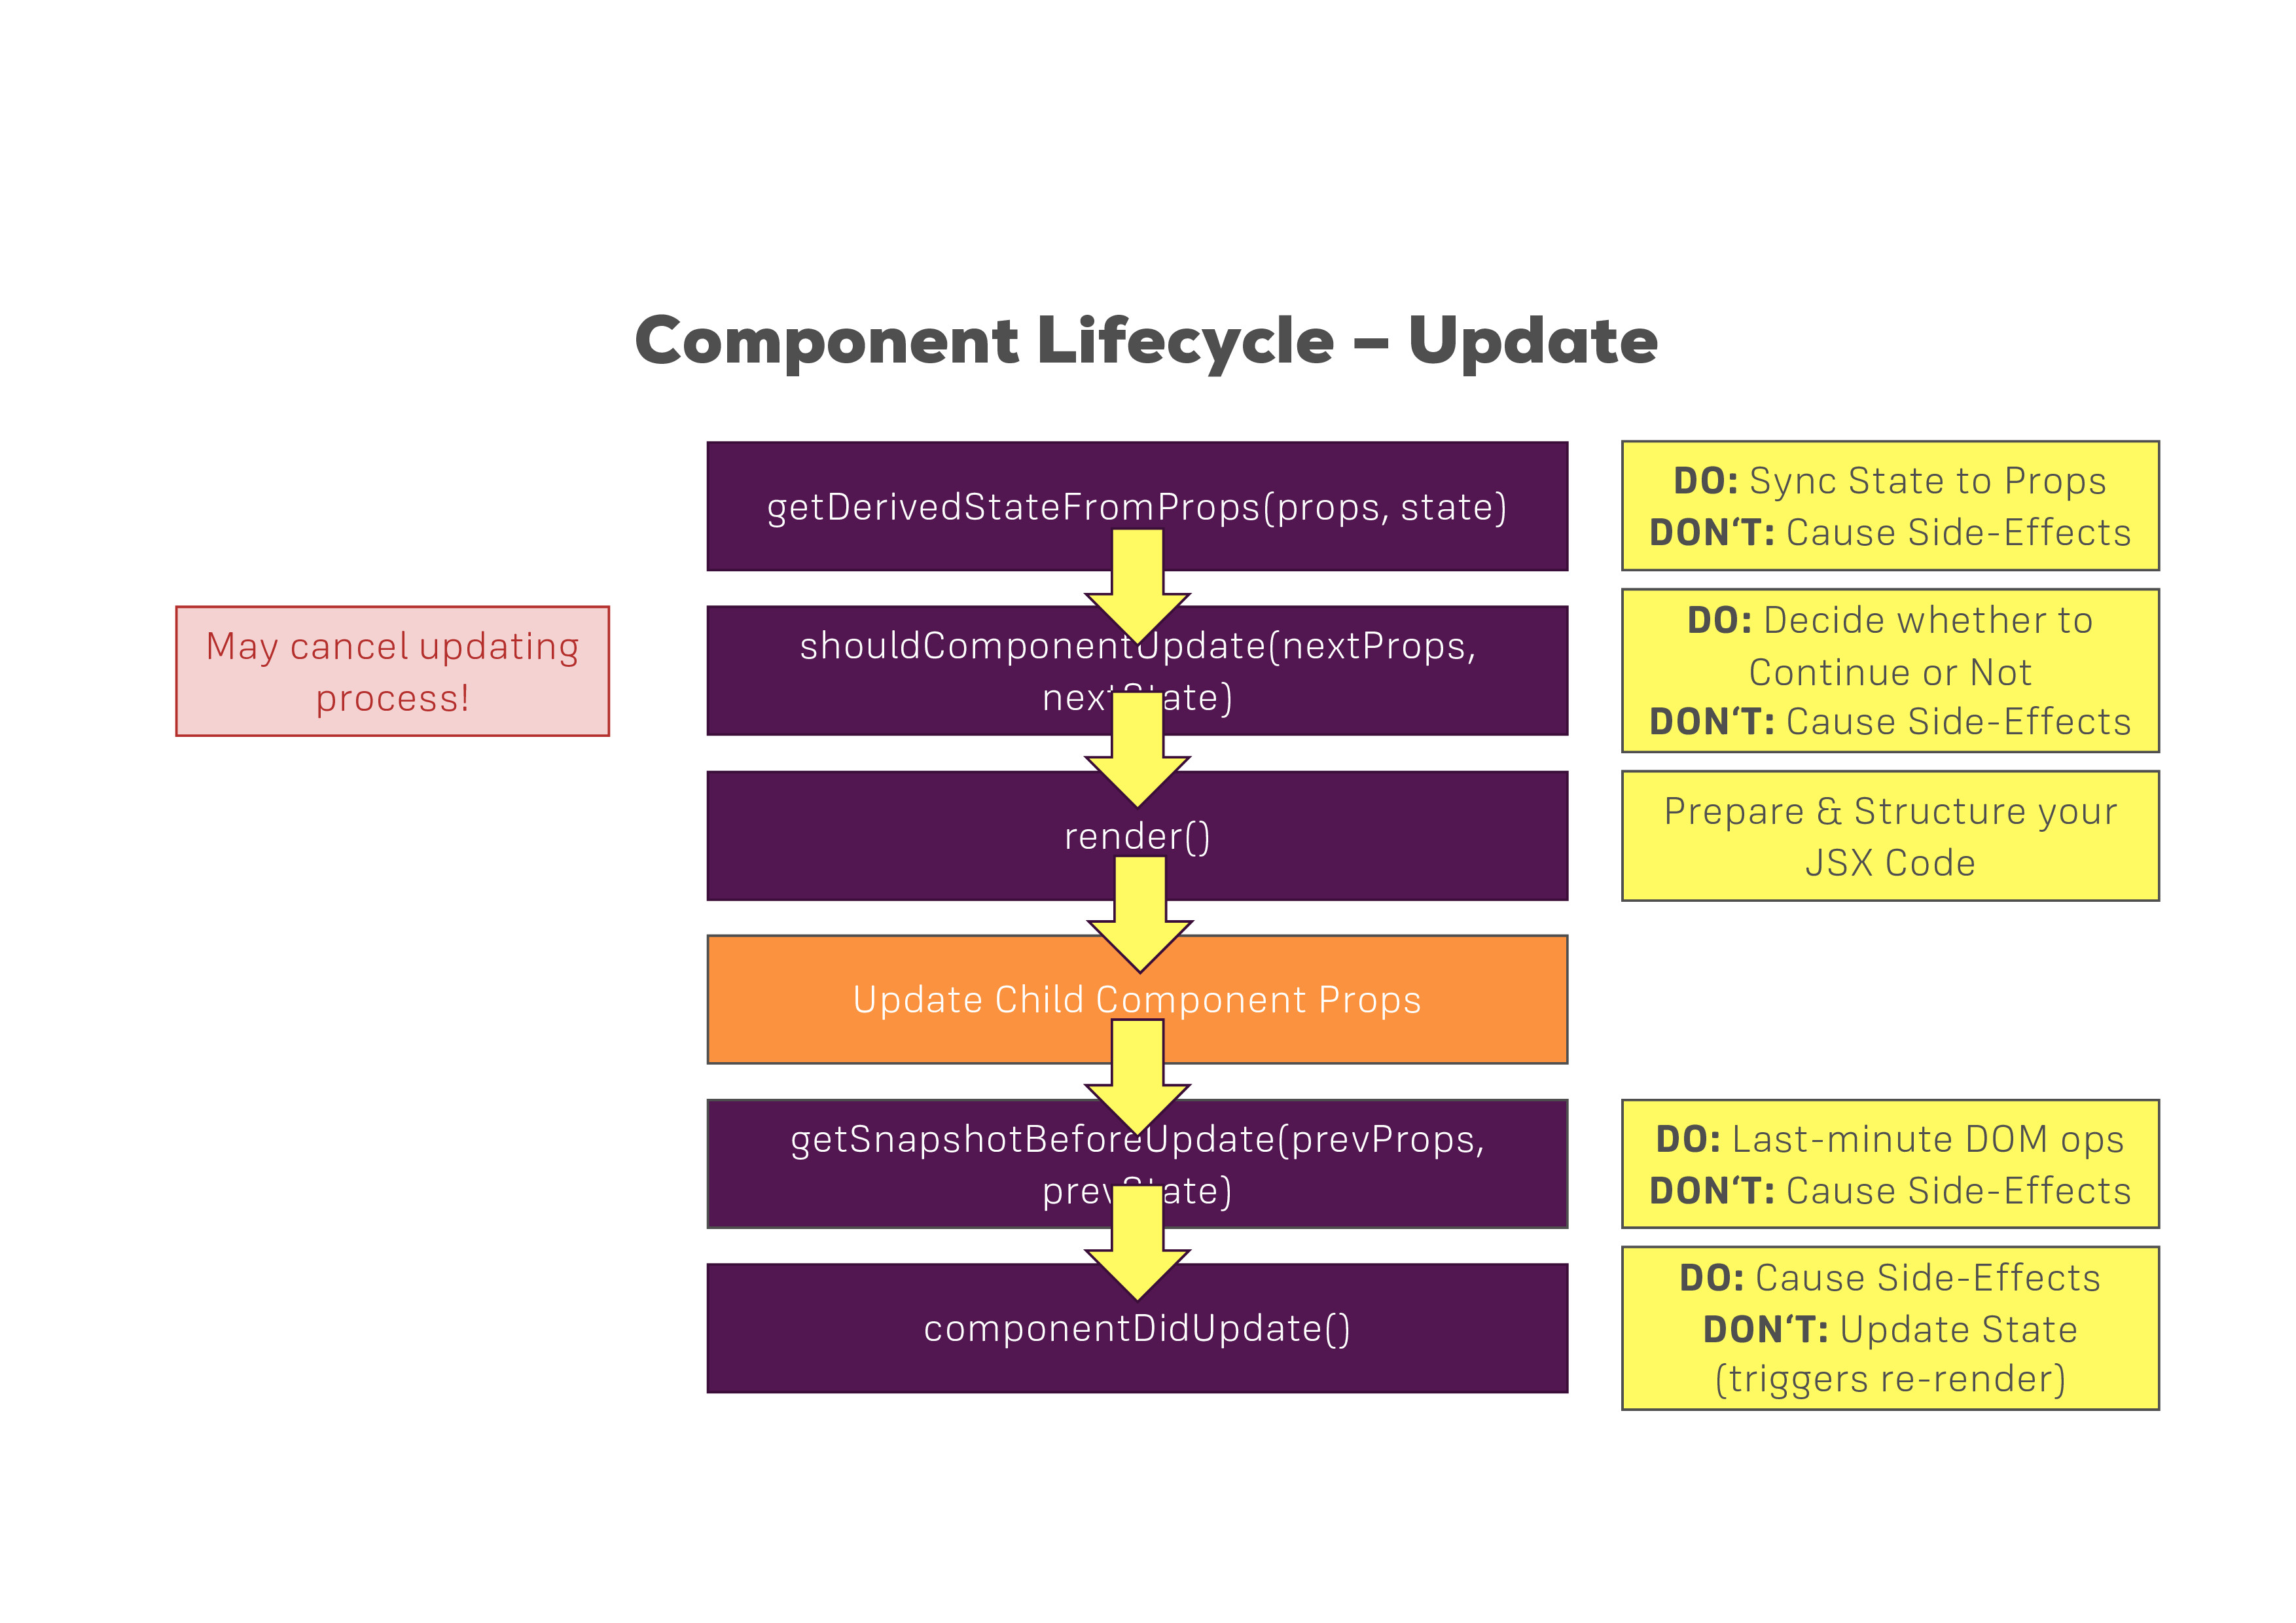 Component Lifecycle – Update
getDerivedStateFromProps(props, state)
DO: Sync State to Props
DON‘T: Cause Side-Effects
May cancel updating
process!
shouldComponentUpdate(nextProps,
nextState)
DO: Decide whether to
Continue or Not
DON‘T: Cause Side-Effects
render()
Prepare & Structure your
JSX Code
Update Child Component Props
getSnapshotBeforeUpdate(prevProps,
prevState)
DO: Last-minute DOM ops
DON‘T: Cause Side-Effects
componentDidUpdate()
DO: Cause Side-Effects
DON‘T: Update State
(triggers re-render)